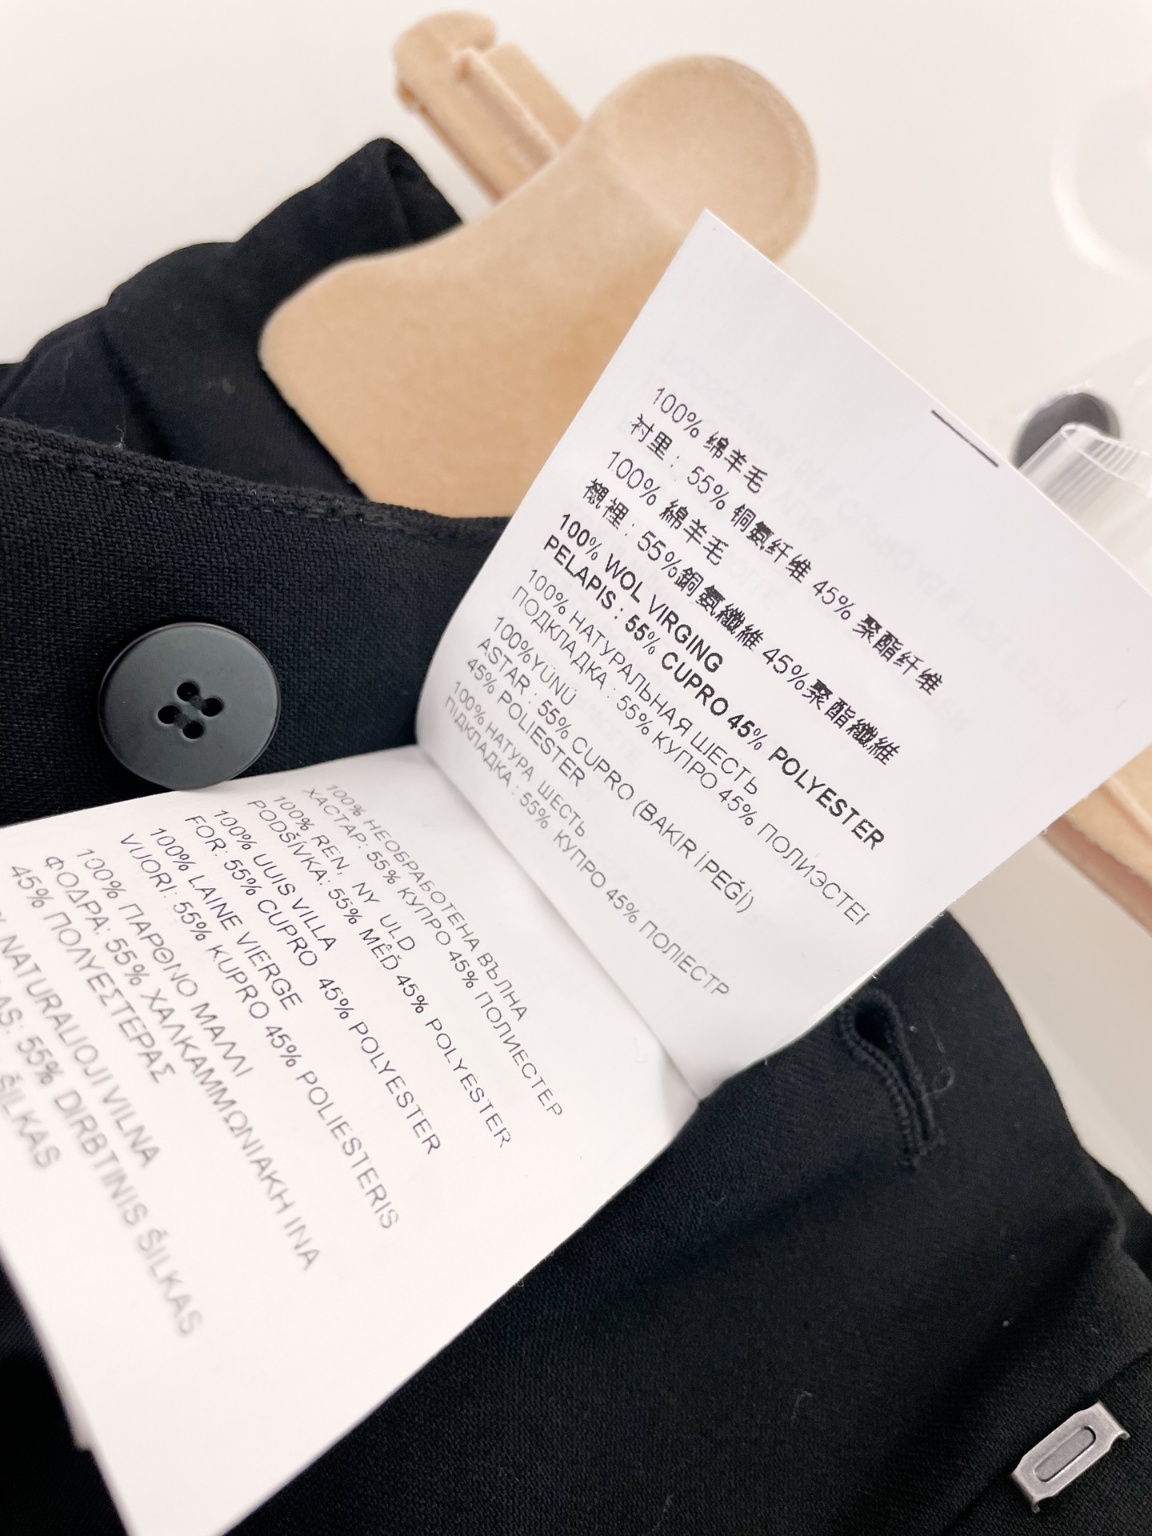 100% 绵羊毛
衬里: 55% 铜氨纤维 45% 聚酯纤维
100% 綿羊毛
襯裡: 55%銅氨纖維 45%聚酯纖維
100% WOL VIRGING
PELAPIS : 55% CUPRO 45% POLYESTER
100% НАТУРАЛЬНАЯ ШЕСТЬ
ПОДКЛАДКА : 55% КУПРО 45% ПОЛИЭСТЕ
100%YÜNÜ
ASTAR : 55% CUPRO (BAKIR İPEĞİ)
45% POLIESTER
100% НАТУРА ШЕСТЬ
ПІДКЛАДКА : 55% КУПРО 45% ПОЛІЕСТР
100% НЕОБРАБОТЕНА ВЪЛНА
ХАСТАР: 55% КУПРО 45% ПОЛИЕСТЕР
100% REN, NY ULD
PODŠÍVKA: 55% MĚĎ 45% POLYESTER
100% UUIS VILLA
FOR: 55% CUPRO 45% POLYESTER
100% LAINE VIERGE
VUORI: 55% KUPRO 45% POLIESTERIS
100% ΠΑΡΘΝΟ ΜΑΛΛΙ
ΦΟΔΡΑ: 55% ΧΑΛΚΑΜΜΩΝΙΑΚΗ ΙΝΑ
45% ΠΟΛΥΕΣΤΕΡΑΣ
% NATURALIOJI VILNA
AS: 55% DIRBTINIS ŠILKAS
ŠILKAS